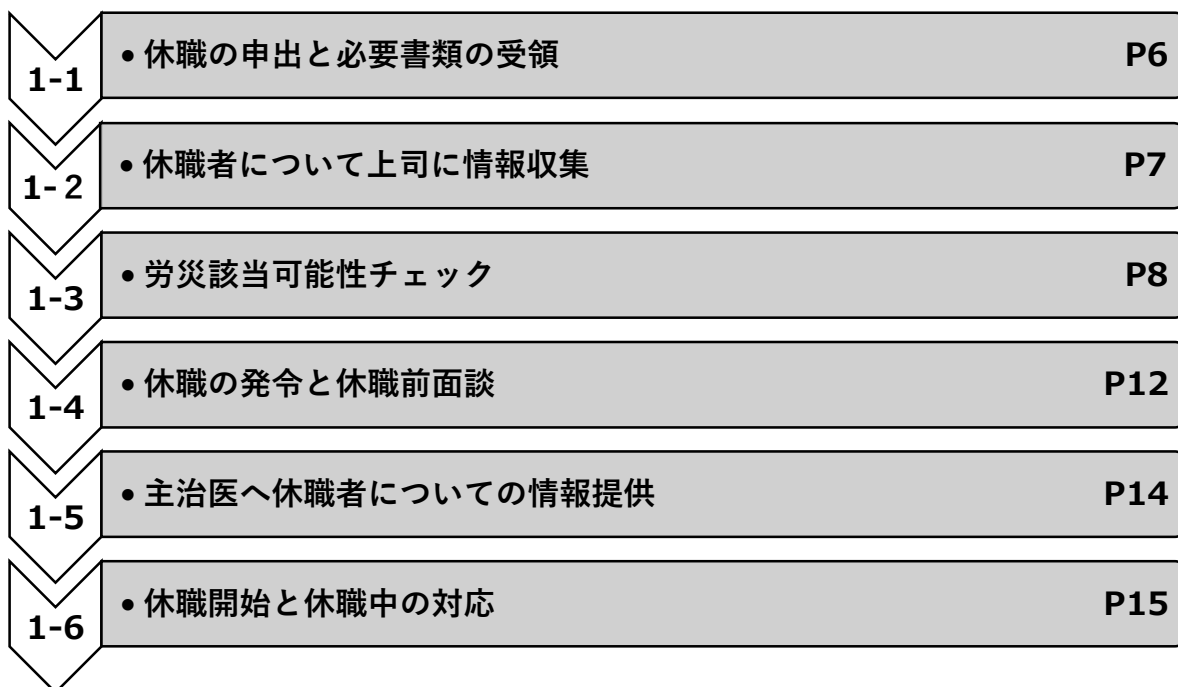 1-1 • 休職の申出と必要書類の受領 P6
1-２ • 休職者について上司に情報収集 P7
1-3 • 労災該当可能性チェック P8
1-4 • 休職の発令と休職前面談 P12
1-5 • 主治医へ休職者についての情報提供 P14
1-6 • 休職開始と休職中の対応 P15